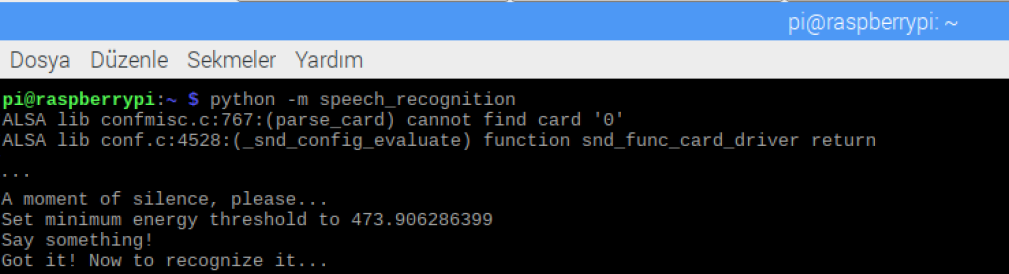 pi@raspberrypi: ~
Dosya Düzenle Sekmeler Yardım
pi@raspberrypi:~ $ python -m speech_recognition
ALSA lib confmisc.c:767:(parse_card) cannot find card '0'
ALSA lib conf.c:4528:(_snd_config_evaluate) function snd_func_card_driver return
...
A moment of silence, please...
Set minimum energy threshold to 473.906286399
Say something!
Got it! Now to recognize it...